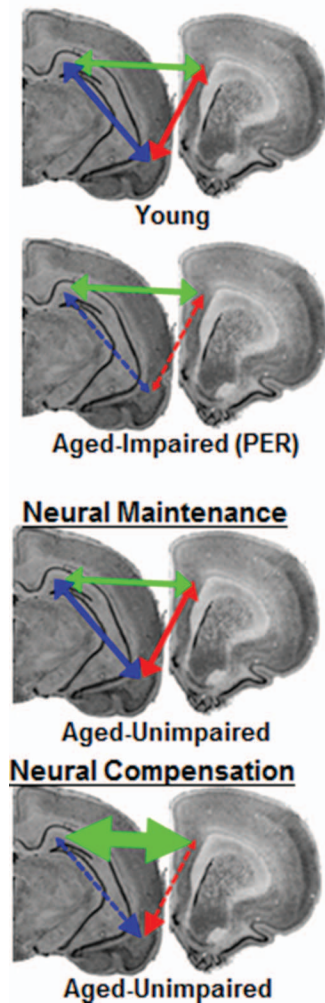 Young
Aged-Impaired (PER)
Neural Maintenance
Aged-Unimpaired
Neural Compensation
Aged-Unimpaired